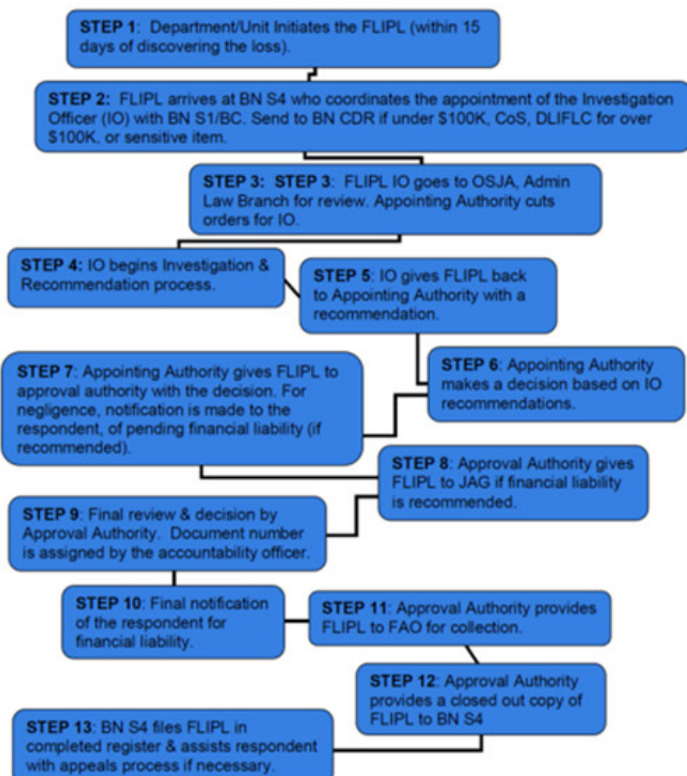 STEP 1: Department/Unit Initiates the FLIPL (within 15
days of discovering the loss).
STEP 2: FLIPL arrives at BN S4 who coordinates the appointment of the Investigation
Officer (IO) with BN S1/BC. Send to BN CDR if under $100K, CoS, DLIFLC for over
$100K, or sensitive item.
STEP 3: STEP 3: FLIPL IO goes to OSJA, Admin
Law Branch for review. Appointing Authority cuts
orders for IO.
STEP 4: IO begins Investigation &
Recommendation process.
STEP 5: IO gives FLIPL back
to Appointing Authority with a
recommendation.
STEP 6: Appointing Authority
makes a decision based on IO
recommendations.
STEP 7: Appointing Authority gives FLIPL to
approval authority with the decision. For
negligence, notification is made to the
respondent, of pending financial liability (if
recommended).
STEP 8: Approval Authority gives
FLIPL to JAG if financial liability
is recommended.
STEP 9: Final review & decision by
Approval Authority. Document number
is assigned by the accountability officer.
STEP 10: Final notification
of the respondent for
financial liability.
STEP 11: Approval Authority provides
FLIPL to FAO for collection.
STEP 12: Approval Authority
provides a closed out copy of
FLIPL to BN S4
STEP 13: BN S4 files FLIPL in
completed register & assists respondent
with appeals process if necessary.